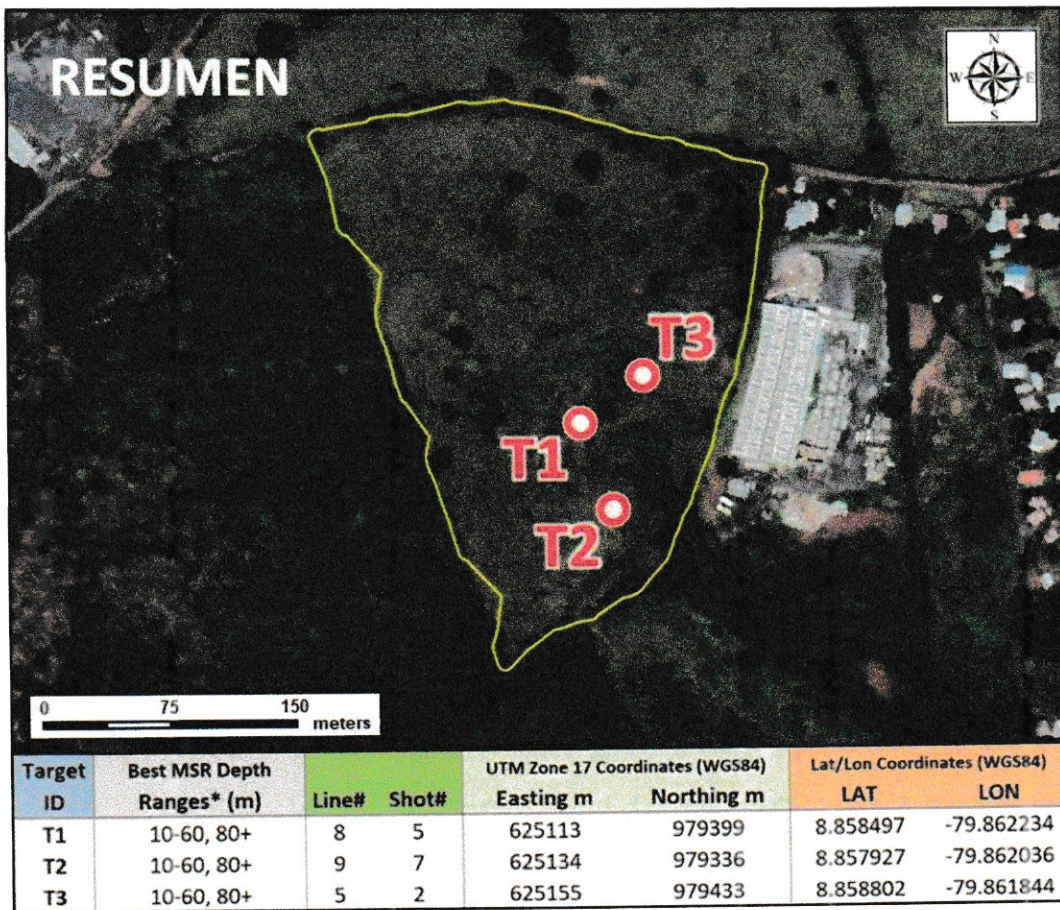 RESUMEN
N
W E
S
T3
T1
T2
0 75 150
meters
Target ID Best MSR Depth Ranges* (m) Line# Shot# UTM Zone 17 Coordinates (WGS84) Easting m Northing m Lat/Lon Coordinates (WGS84) LAT LON
T1 10-60, 80+ 8 5 625113 979399 8.858497 -79.862234
T2 10-60, 80+ 9 7 625134 979336 8.857927 -79.862036
T3 10-60, 80+ 5 2 625155 979433 8.858802 -79.861844